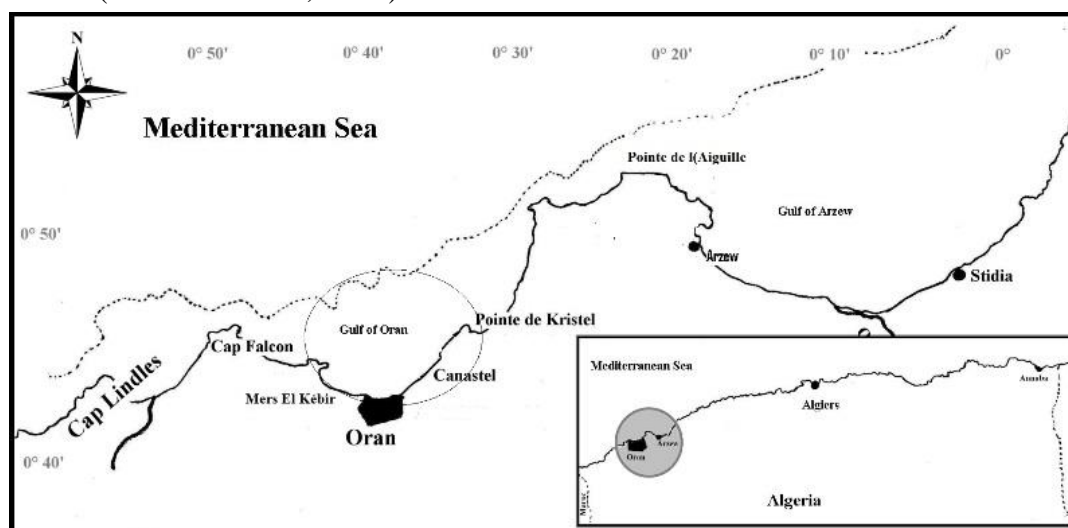 N
0° 50' 0° 40' 0° 30' 0° 20' 0° 10' 0°
Mediterranean Sea
Pointe de l(Aiguille
Gulf of Arzew
0° 50'
Arzew
Stidia
Gulf of Oran
Pointe de Kristel
Cap Falcon
Canastel
Cap Lindles
Mers El Kébir
Oran
0° 40'
Mediterranean Sea
Algiers
Arzew
Oran
Algeria
Maroc